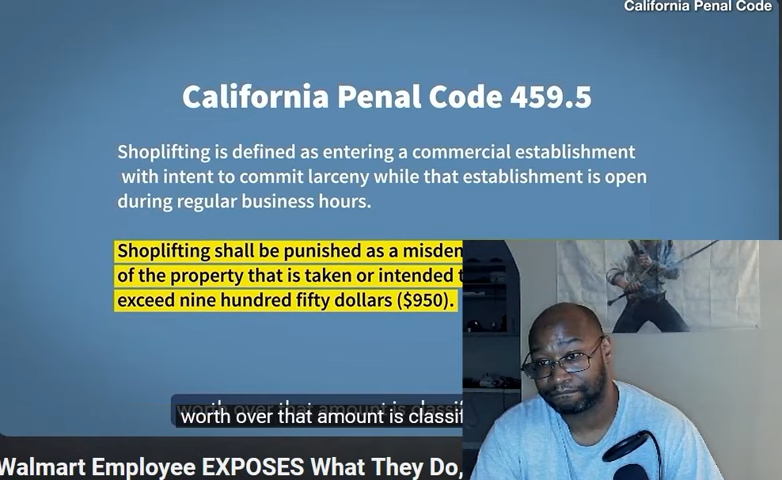 California Penal Code
California Penal Code 459.5
Shoplifting is defined as entering a commercial establishment
with intent to commit larceny while that establishment is open
during regular business hours.
Shoplifting shall be punished as a misden
of the property that is taken or intended t
exceed nine hundred fifty dollars ($950).
worth over that amount is classif
Walmart Employee EXPOSES What They Do,